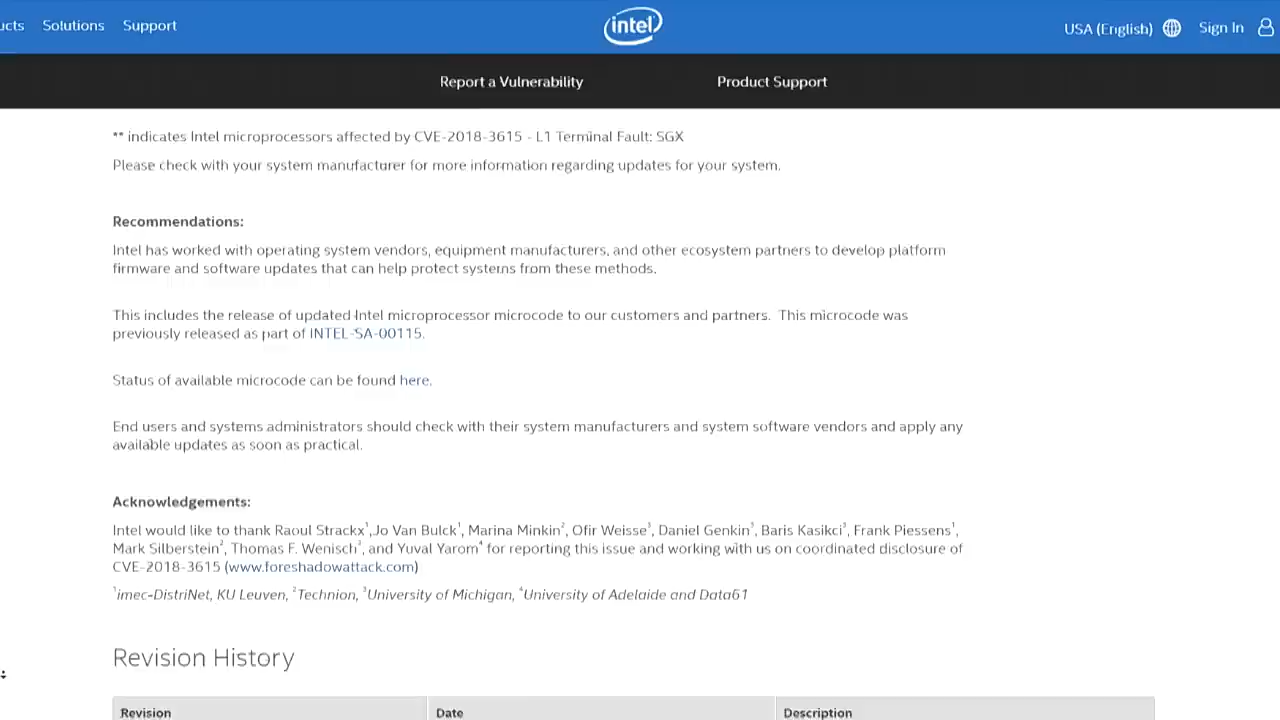 ucts Solutions Support
intel
USA (English) Sign In
Report a Vulnerability Product Support
** indicates Intel microprocessors affected by CVE-2018-3615 - L1 Terminal Fault: SGX
Please check with your system manufacturer for more information regarding updates for your system.
Recommendations:
Intel has worked with operating system vendors, equipment manufacturers, and other ecosystem partners to develop platform
firmware and software updates that can help protect systems from these methods.
This includes the release of updated Intel microprocessor microcode to our customers and partners.  This microcode was
previously released as part of INTEL-SA-00115.
Status of available microcode can be found here.
End users and systems administrators should check with their system manufacturers and system software vendors and apply any
available updates as soon as practical.
Acknowledgements:
Intel would like to thank Raoul Strackx¹,Jo Van Bulck¹, Marina Minkin², Ofir Weisse³, Daniel Genkin³, Baris Kasikci³, Frank Piessens¹,
Mark Silberstein², Thomas F. Wenisch³, and Yuval Yarom⁴ for reporting this issue and working with us on coordinated disclosure of
CVE-2018-3615 (www.foreshadowattack.com)
¹imec-DistriNet, KU Leuven, ²Technion, ³University of Michigan, ⁴University of Adelaide and Data61
Revision History
Revision Date Description